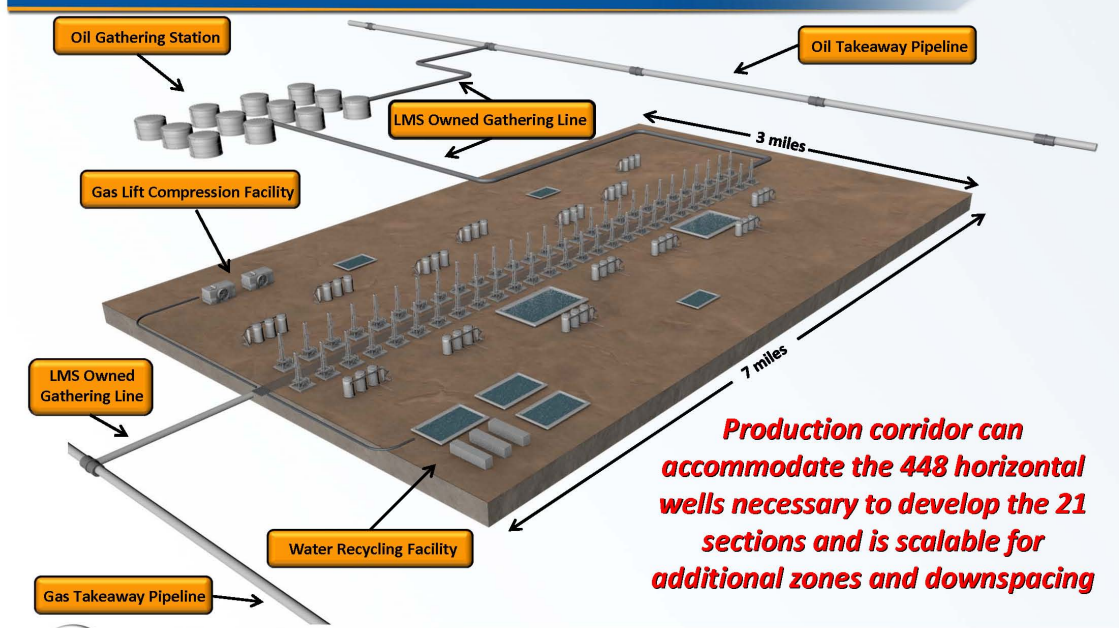 Oil Gathering Station
Oil Takeaway Pipeline
LMS Owned Gathering Line
3 miles
Gas Lift Compression Facility
LMS Owned
Gathering Line
7 miles
Production corridor can
accommodate the 448 horizontal
wells necessary to develop the 21
sections and is scalable for
additional zones and downspacing
Water Recycling Facility
Gas Takeaway Pipeline